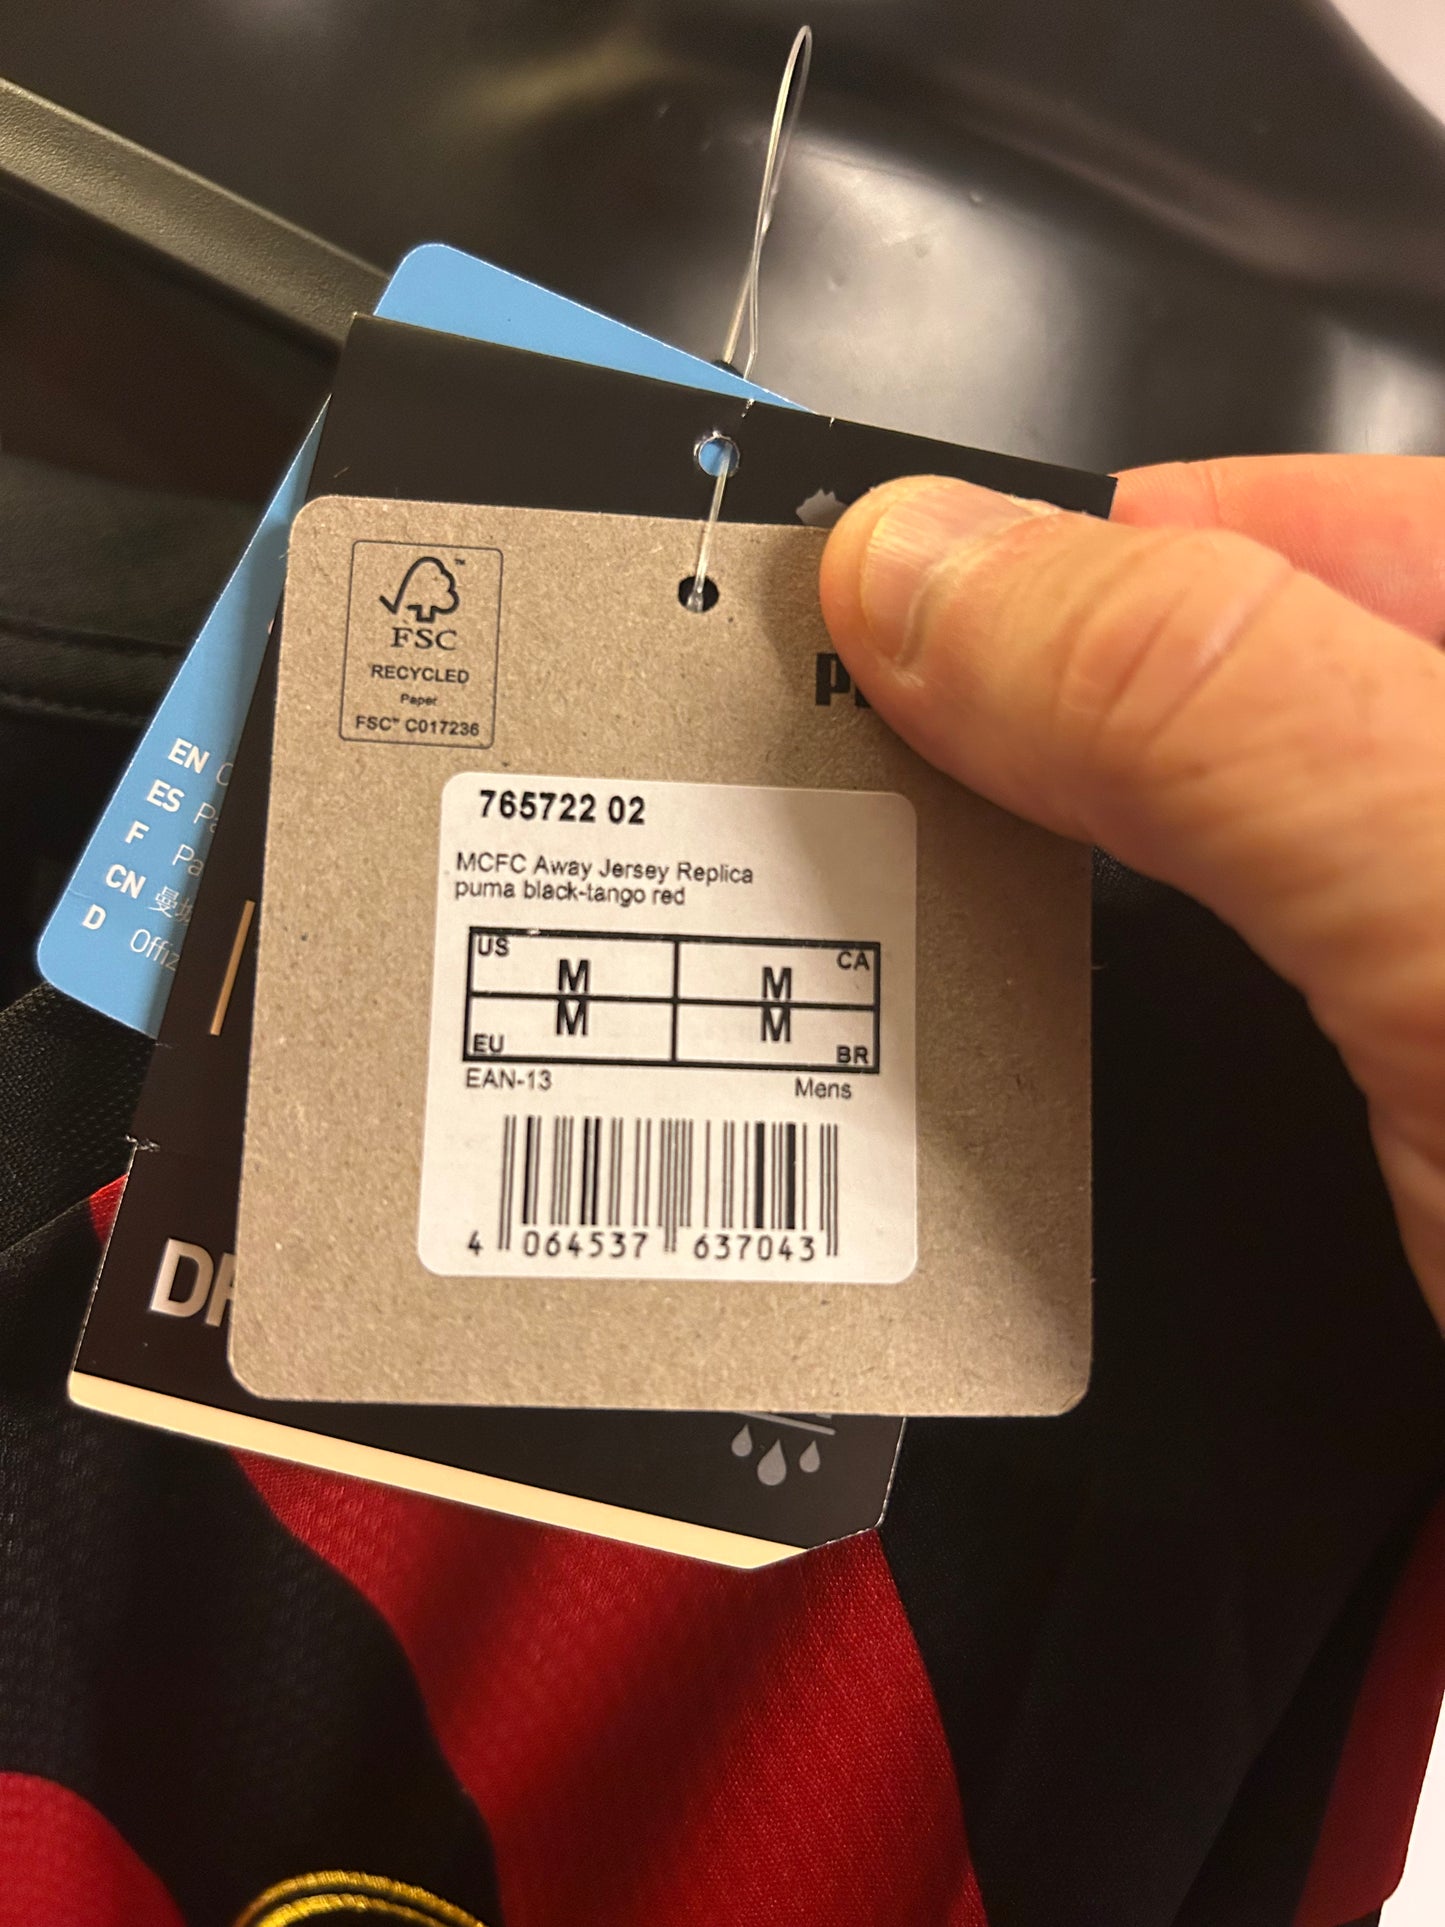 FSC
RECYCLED
Paper
FSC® C017236
765722 02
MCFC Away Jersey Replica
puma black-tango red
US M M CA
EU M M BR
EAN-13 Mens
4 064537 637043
EN
ES
F
CN
D